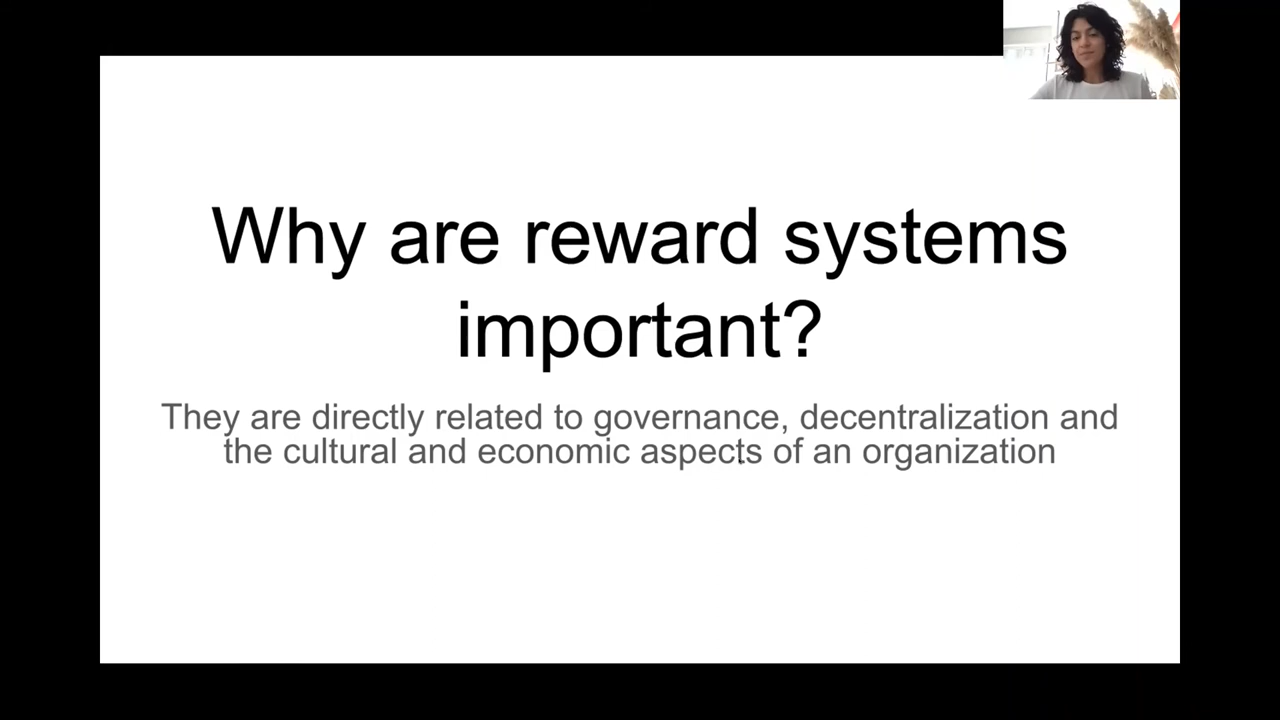 Why are reward systems
important?
They are directly related to governance, decentralization and
the cultural and economic aspects of an organization